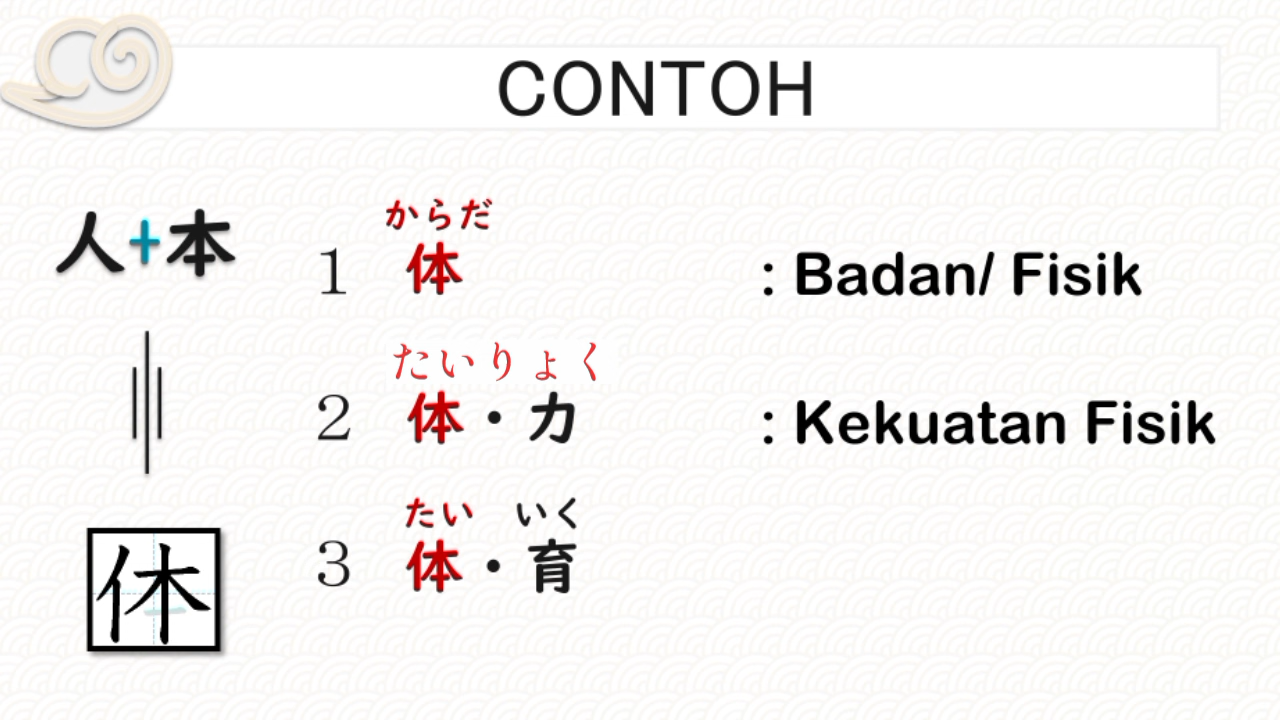 CONTOH
人+本
からだ
1 体 : Badan/ Fisik
たいりょく
2 体・力 : Kekuatan Fisik
たい いく
3 体・育
体